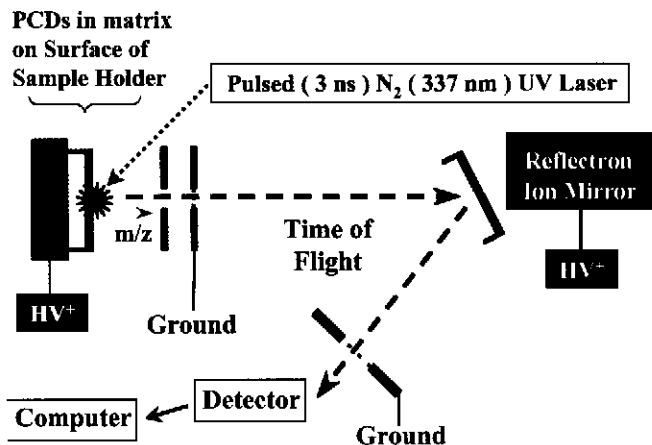 PCDs in matrix
on Surface of
Sample Holder
Pulsed ( 3 ns ) N₂ ( 337 nm ) UV Laser
Reflectron
Ion Mirror
m/z
Time of
Flight
HV⁺
HV⁺
Ground
Detector
Computer
Ground